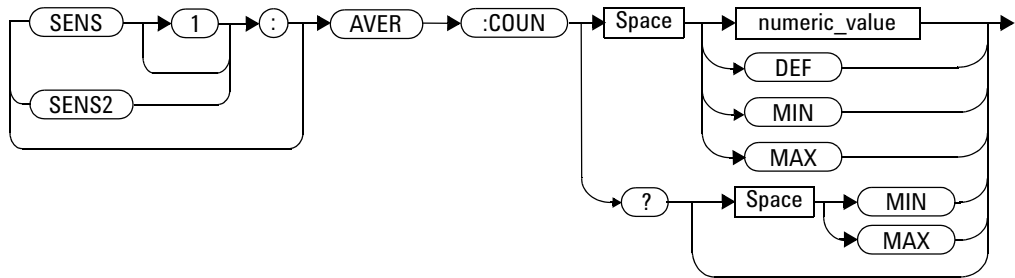 SENS 1 : AVER :COUN Space numeric_value
DEF
SENS2 MIN
MAX
? Space MIN
MAX